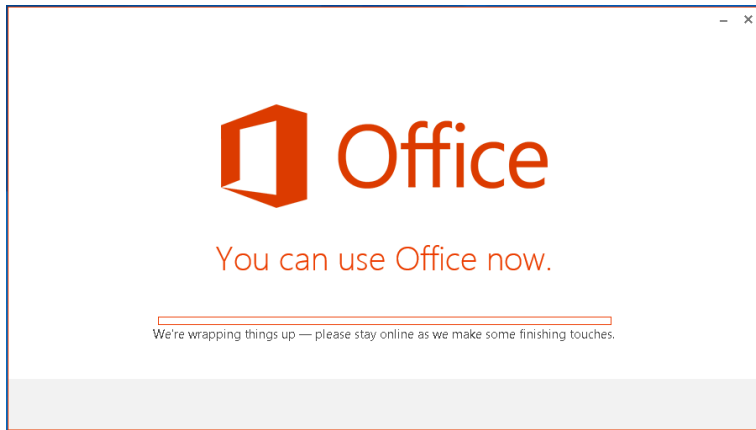 Office
You can use Office now.
We're wrapping things up — please stay online as we make some finishing touches.